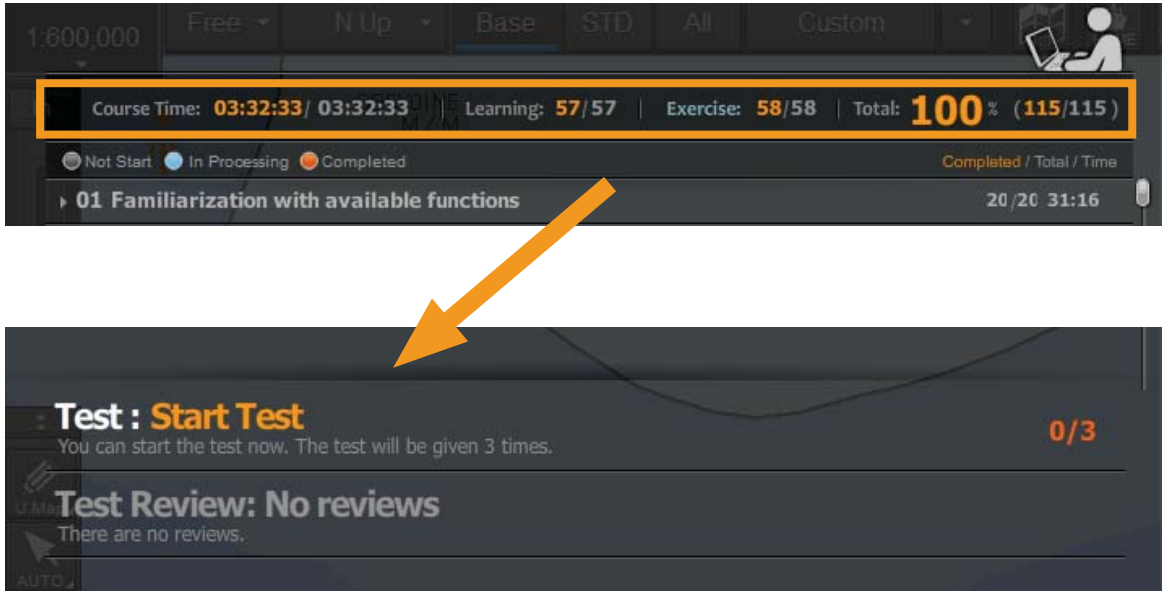 1:600,000 Free N Up Base STD All Custom
Course Time: 03:32:33/ 03:32:33 | Learning: 57/57 | Exercise: 58/58 | Total: 100 % (115/115)
Not Start In Processing Completed Completed / Total / Time
01 Familiarization with available functions 20/20 31:16
Test : Start Test 0/3
You can start the test now. The test will be given 3 times.
Test Review: No reviews
There are no reviews.
AUTO